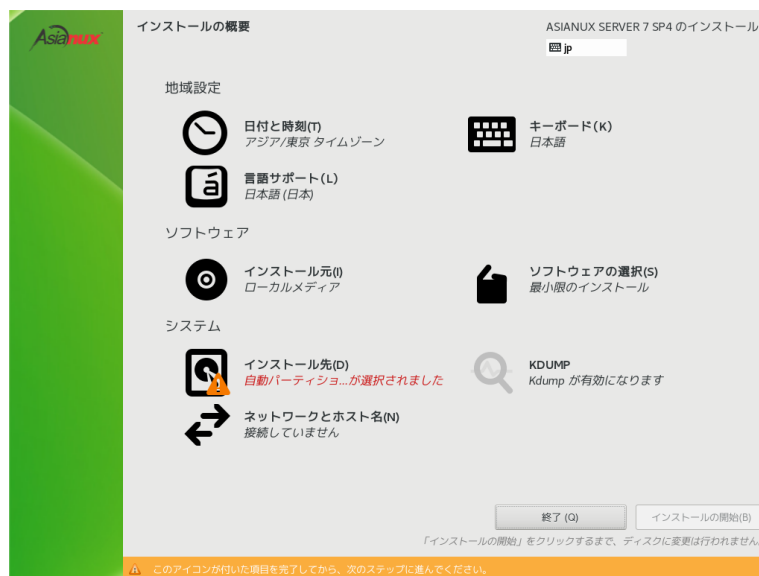 Asianux
インストールの概要
ASIANUX SERVER 7 SP4 のインストール
jp
地域設定
日付と時刻(T)
アジア/東京 タイムゾーン
キーボード(K)
日本語
á
言語サポート(L)
日本語 (日本)
ソフトウェア
インストール元(I)
ローカルメディア
ソフトウェアの選択(S)
最小限のインストール
システム
インストール先(D)
自動パーティショ...が選択されました
KDUMP
Kdump が有効になります
ネットワークとホスト名(N)
接続していません
終了 (Q)
インストールの開始(B)
「インストールの開始」をクリックするまで、ディスクに変更は行われません
このアイコンが付いた項目を完了してから、次のステップに進んでください。